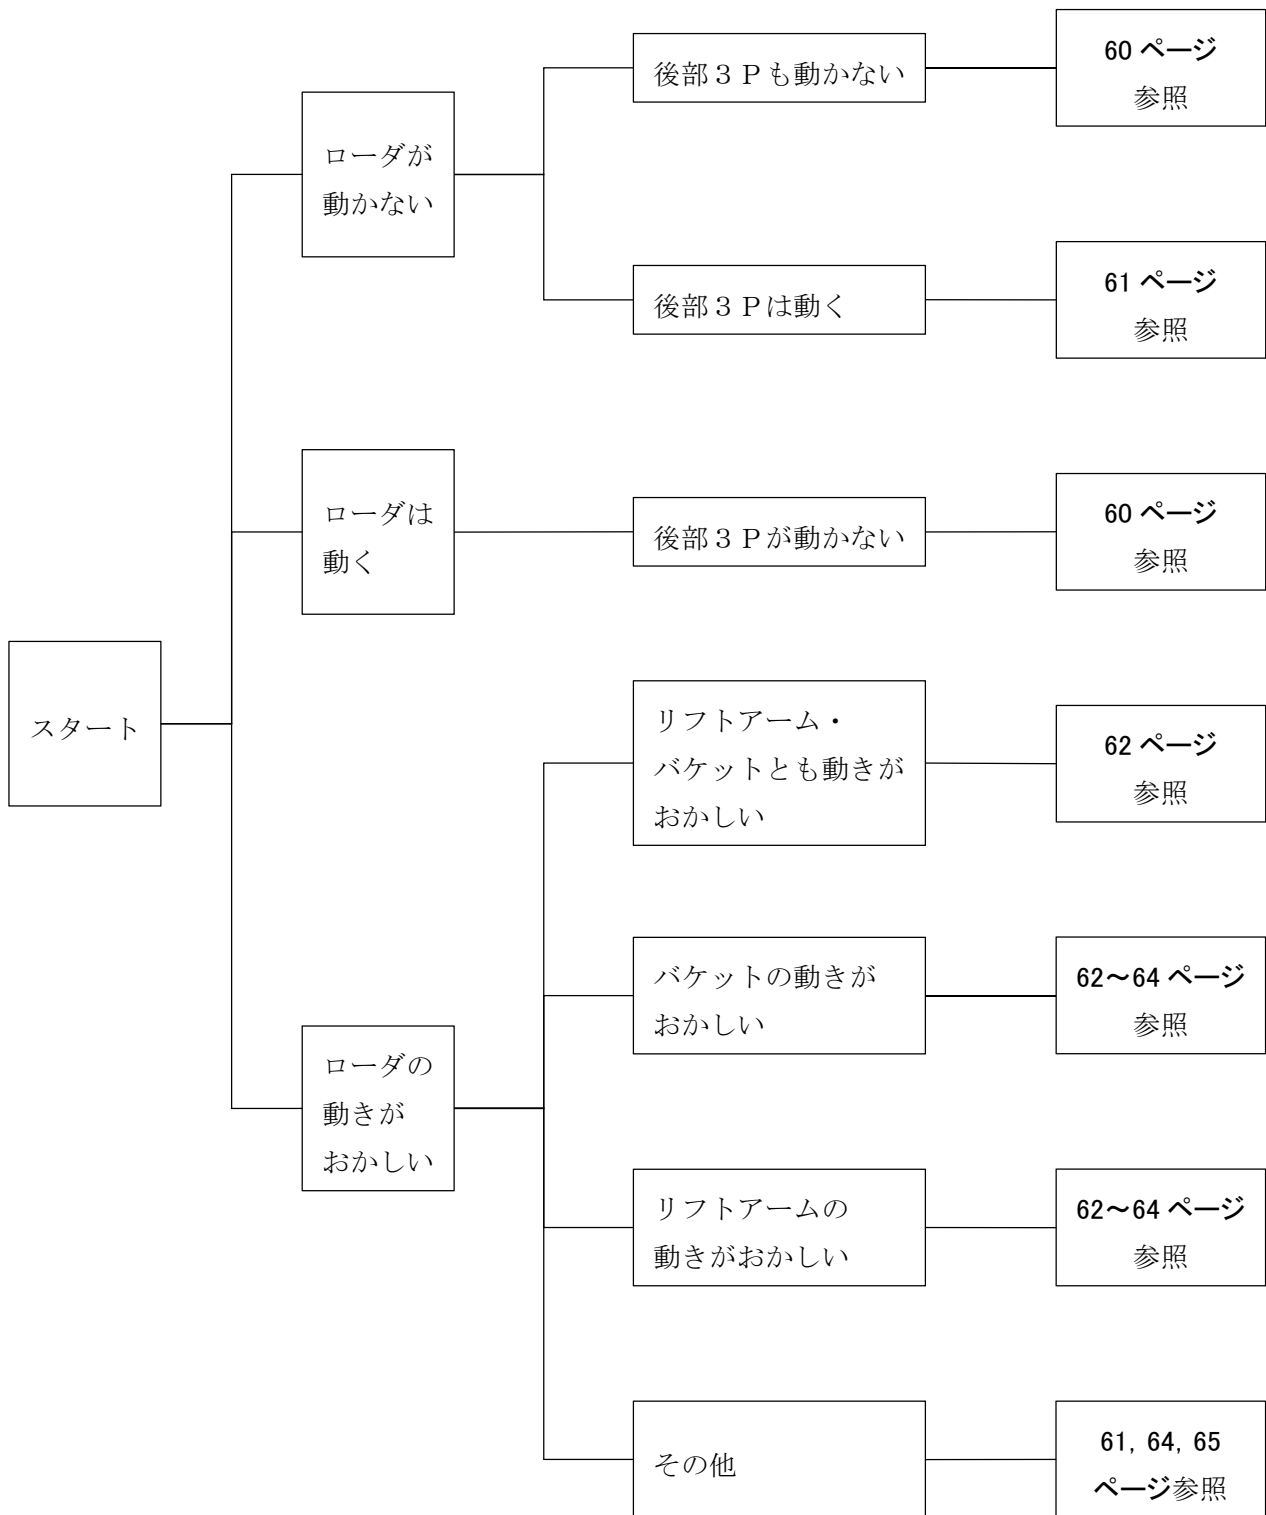 後部３Ｐも動かない
60 ページ
参照
ローダが
動かない
後部３Ｐは動く
61 ページ
参照
ローダは
動く
後部３Ｐが動かない
60 ページ
参照
スタート
リフトアーム・
バケットとも動きが
おかしい
62 ページ
参照
バケットの動きが
おかしい
62～64 ページ
参照
ローダの
動きが
おかしい
リフトアームの
動きがおかしい
62～64 ページ
参照
その他
61, 64, 65
ページ参照